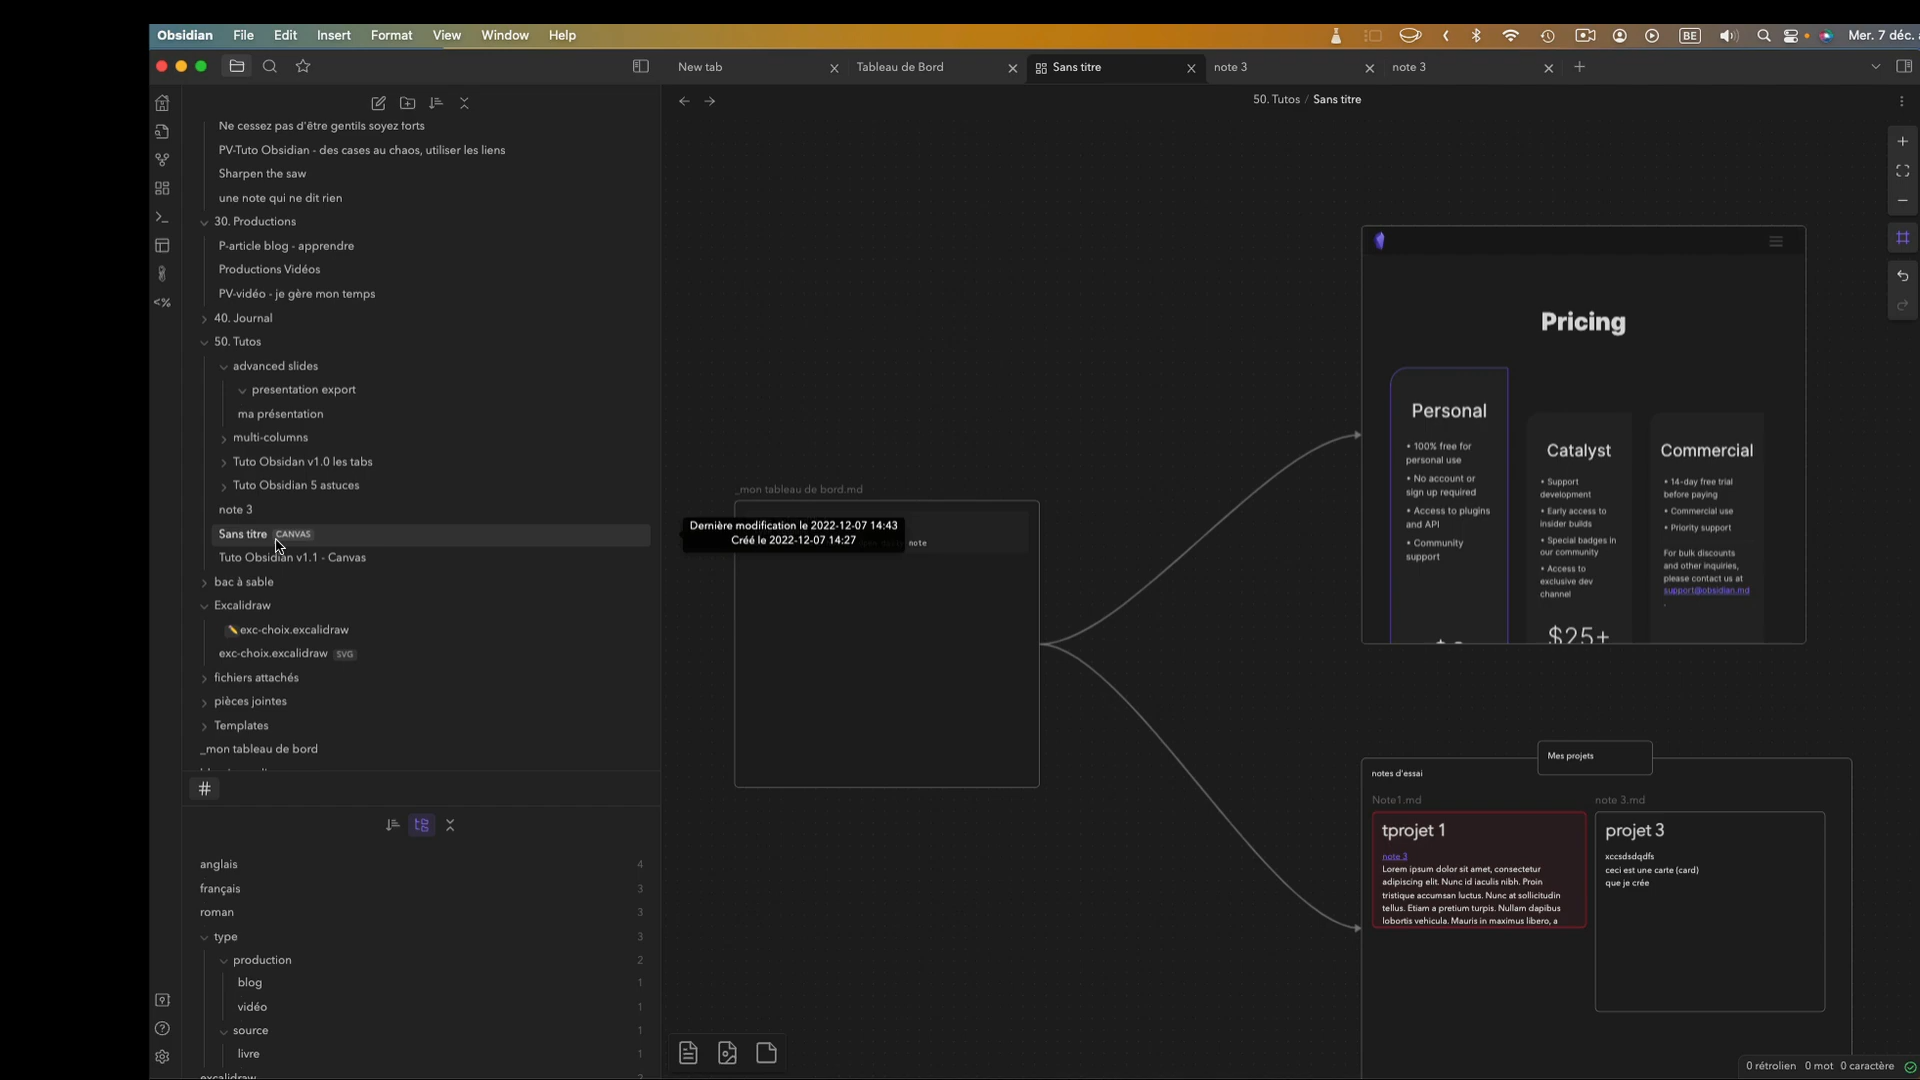 Obsidian File Edit Insert Format View Window Help
BE Mer. 7 déc.
New tab
Tableau de Bord
Sans titre
note 3
note 3
50. Tutos / Sans titre
Ne cessez pas d'être gentils soyez forts
PV-Tuto Obsidian - des cases au chaos, utiliser les liens
Sharpen the saw
une note qui ne dit rien
30. Productions
P-article blog - apprendre
Productions Vidéos
PV-vidéo - je gère mon temps
40. Journal
50. Tutos
advanced slides
presentation export
ma présentation
multi-columns
Tuto Obsidan v1.0 les tabs
Tuto Obsidian 5 astuces
note 3
Sans titre CANVAS
Tuto Obsidian v1.1 - Canvas
bac à sable
Excalidraw
exc-choix.excalidraw
exc-choix.excalidraw SVG
fichiers attachés
pièces jointes
Templates
_mon tableau de bord
#
anglais 4
français 3
roman 3
type 3
production 2
blog 1
vidéo 1
source 1
livre 1
excalidraw 2
_mon tableau de bord.md
Dernière modification le 2022-12-07 14:43
Créé le 2022-12-07 14:27
note
Pricing
Personal
• 100% free for
personal use
• No account or
sign up required
• Access to plugins
and API
• Community
support
Catalyst
• Support
development
• Early access to
insider builds
• Special badges in
our community
• Access to
exclusive dev
channel
$25+
Commercial
• 14-day free trial
before paying
• Commercial use
• Priority support
For bulk discounts
and other inquiries,
please contact us at
support@obsidian.md
.
Mes projets
notes d'essai
Note1.md
tprojet 1
note 3
Lorem ipsum dolor sit amet, consectetur
adipiscing elit. Nunc id iaculis nibh. Proin
tristique accumsan luctus. Nunc at sollicitudin
tellus. Etiam a pretium turpis. Nullam dapibus
lobortis vehicula. Mauris in maximus libero, a
note 3.md
projet 3
xccsdsdqdfs
ceci est une carte (card)
que je crée
0 rétrolien 0 mot 0 caractère